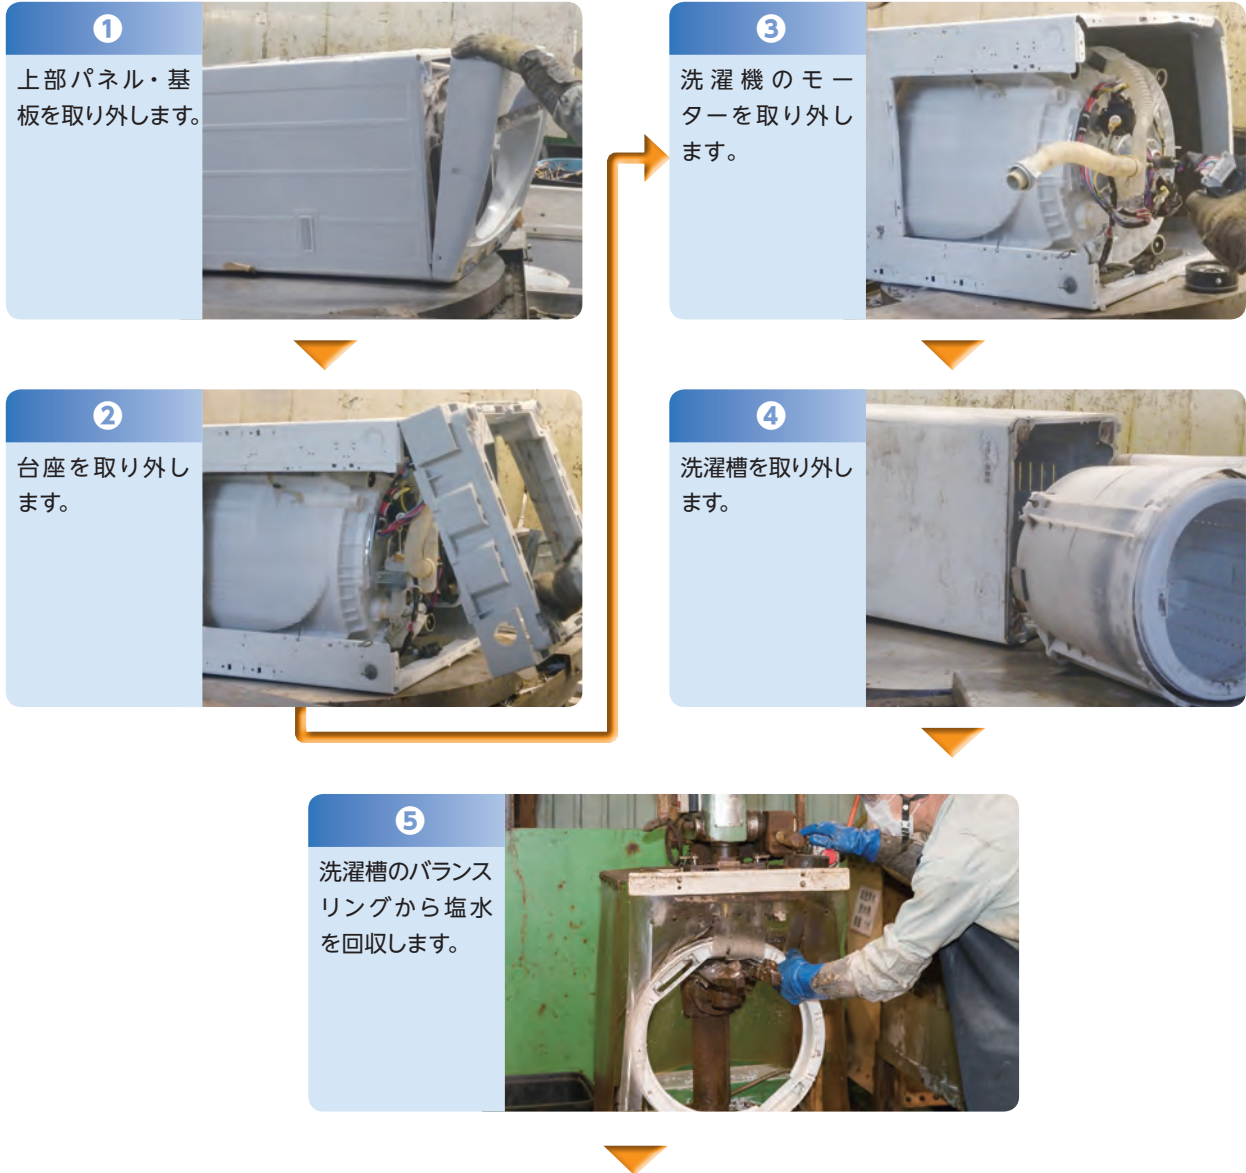 1
上部パネル・基
板を取り外します。
2
台座を取り外し
ます。
3
洗濯機のモー
ターを取り外し
ます。
4
洗濯槽を取り外し
ます。
5
洗濯槽のバランス
リングから塩水
を回収します。